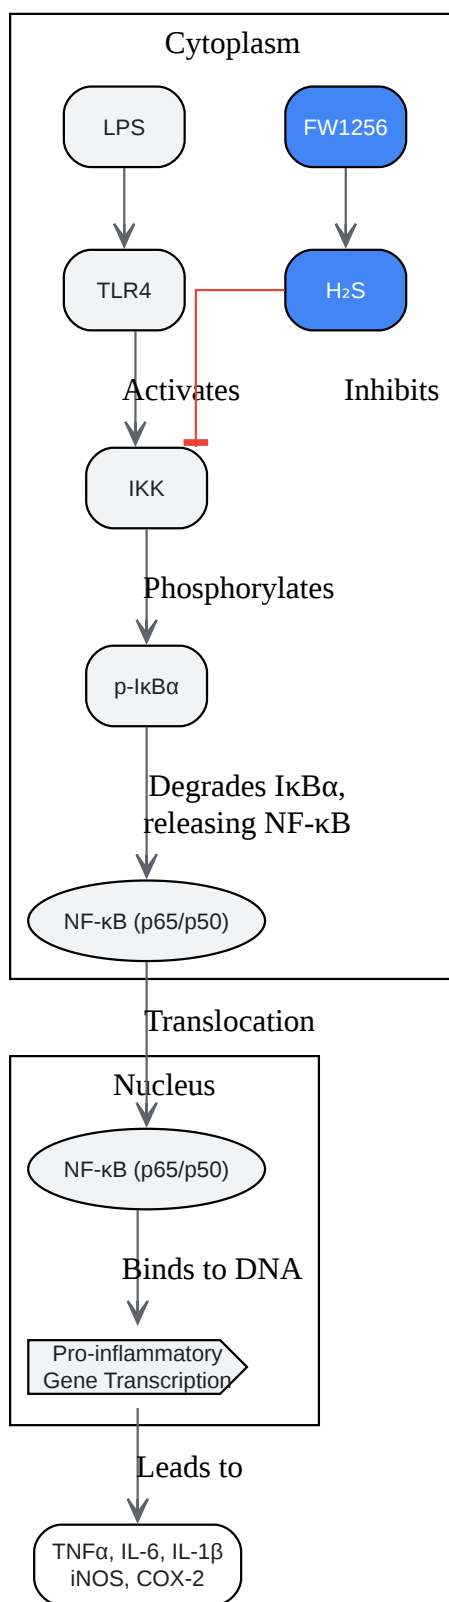 Cytoplasm
LPS
FW1256
TLR4
H₂S
Activates
Inhibits
IKK
Phosphorylates
p-IκBα
Degrades IκBα,
releasing NF-κB
NF-κB (p65/p50)
Translocation
Nucleus
NF-κB (p65/p50)
Binds to DNA
Pro-inflammatory
Gene Transcription
Leads to
TNFα, IL-6, IL-1β
iNOS, COX-2